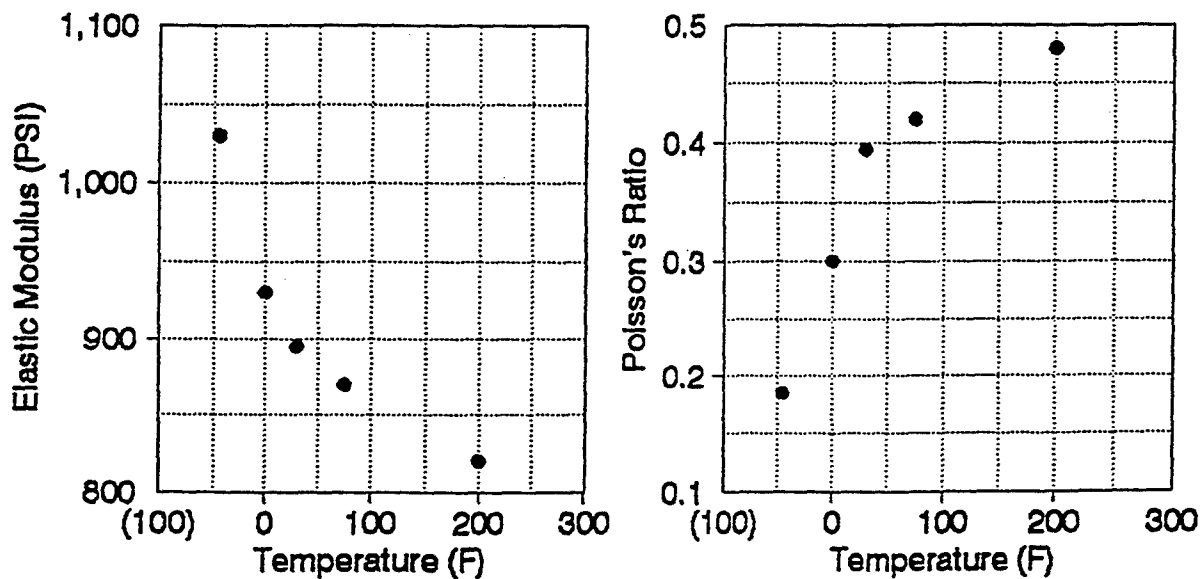 1,100
1,000
900
800
Elastic Modulus (PSI)
(100) 0 100 200 300
Temperature (F)
0.5
0.4
0.3
0.2
0.1
Poisson's Ratio
(100) 0 100 200 300
Temperature (F)